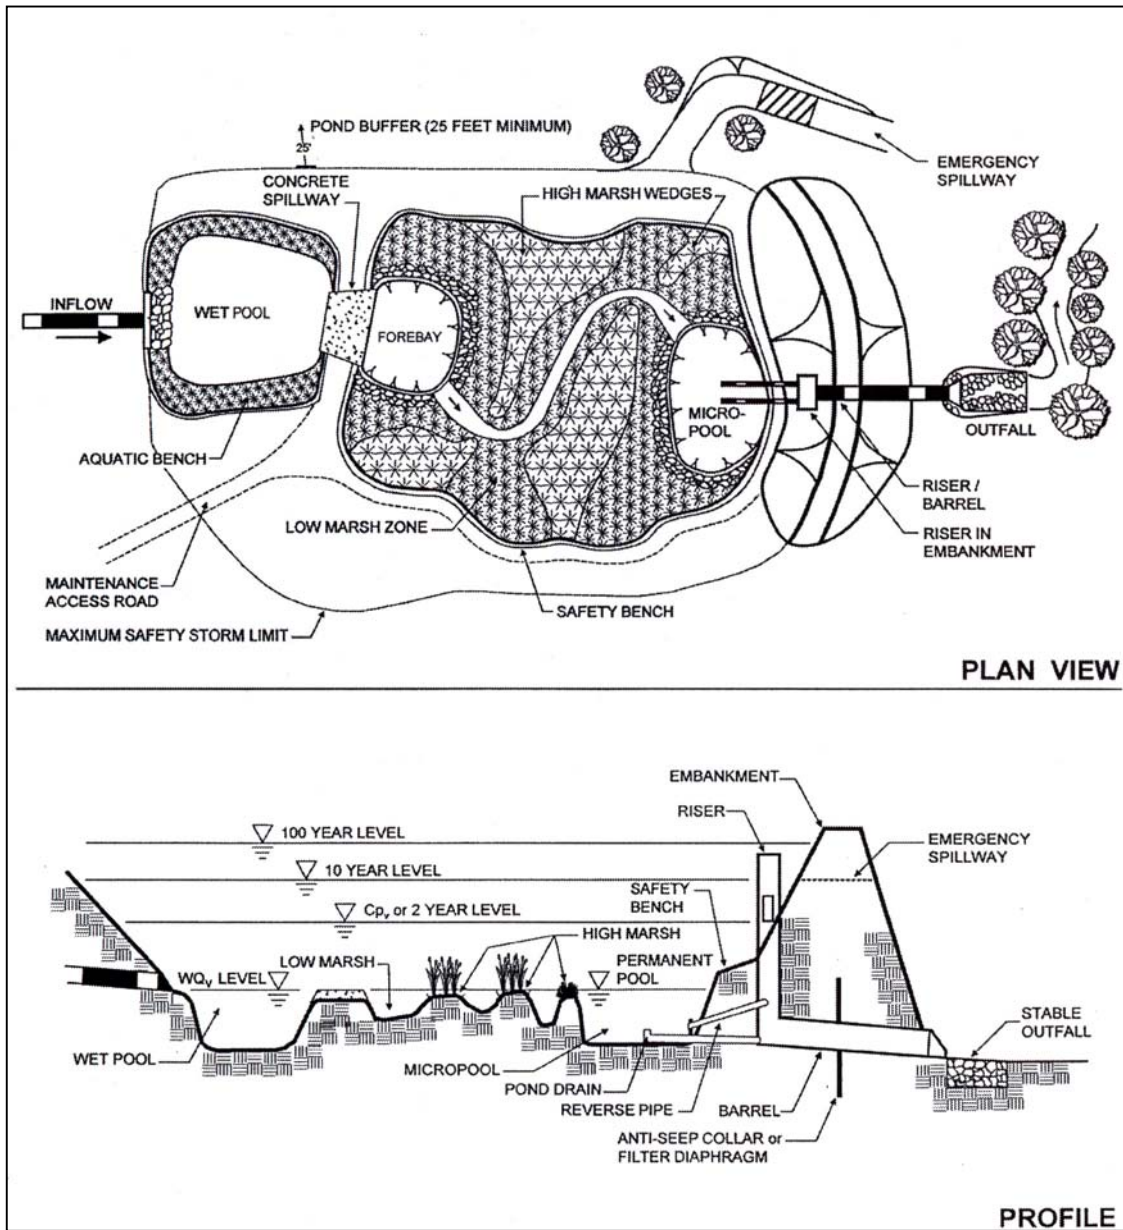 POND BUFFER (25 FEET MINIMUM)
25'
CONCRETE
SPILLWAY
HIGH MARSH WEDGES
EMERGENCY
SPILLWAY
INFLOW
WET POOL
FOREBAY
MICRO-
POOL
OUTFALL
AQUATIC BENCH
LOW MARSH ZONE
RISER /
BARREL
RISER IN
EMBANKMENT
MAINTENANCE
ACCESS ROAD
SAFETY BENCH
MAXIMUM SAFETY STORM LIMIT
PLAN VIEW
EMBANKMENT
RISER
100 YEAR LEVEL
EMERGENCY
SPILLWAY
10 YEAR LEVEL
SAFETY
BENCH
Cpv or 2 YEAR LEVEL
HIGH MARSH
LOW MARSH
PERMANENT
POOL
WQv LEVEL
STABLE
OUTFALL
WET POOL
MICROPOOL
POND DRAIN
REVERSE PIPE
BARREL
ANTI-SEEP COLLAR or
FILTER DIAPHRAGM
PROFILE